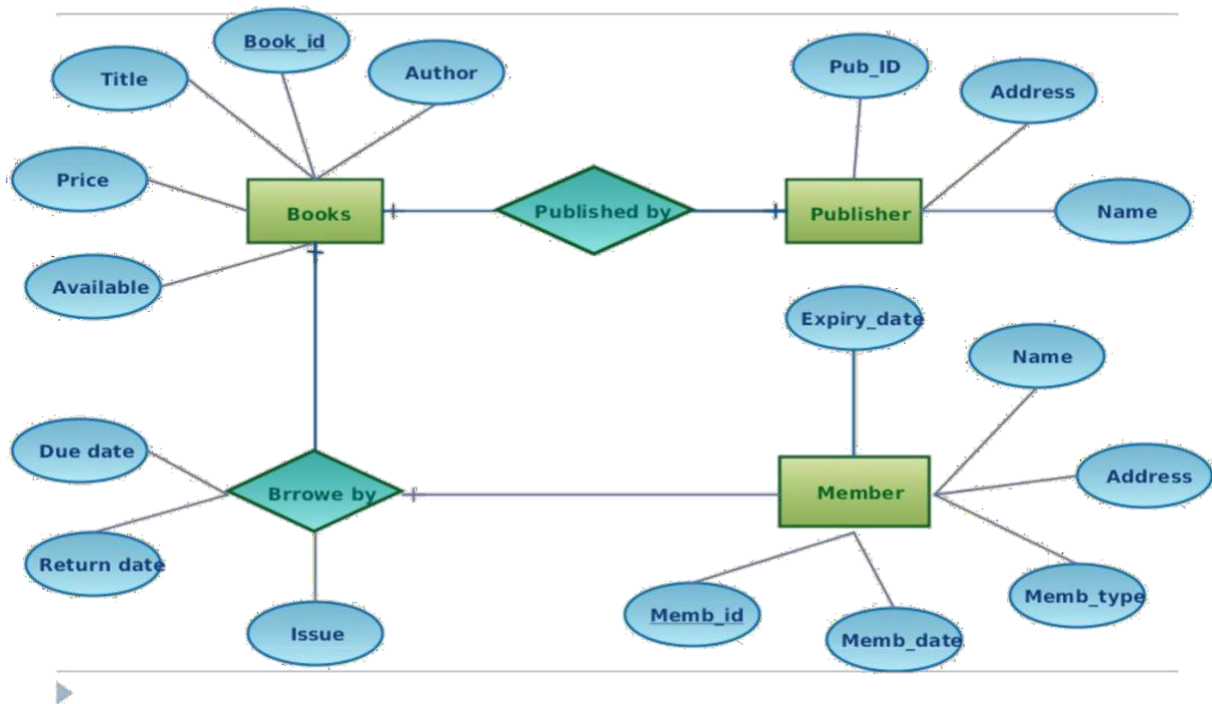 Book_id
Title
Author
Price
Books
Available
Published by
Pub_ID
Address
Publisher
Name
Expiry_date
Name
Member
Address
Memb_type
Memb_id
Memb_date
Due date
Brrowe by
Return date
Issue